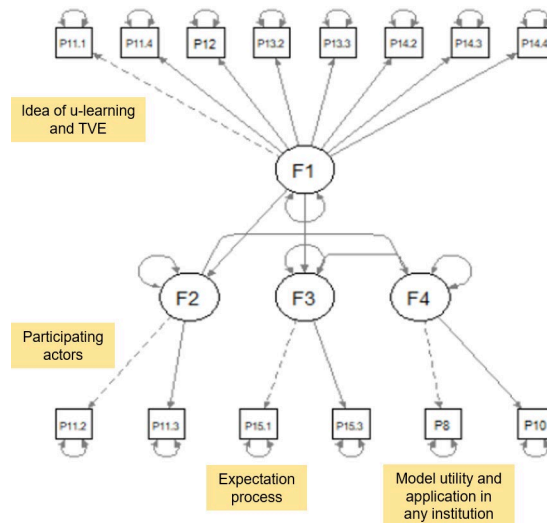 P11.1 P11.4 P12 P13.2 P13.3 P14.2 P14.3 P14.4
Idea of u-learning
and TVE
F1
F2 F3 F4
Participating
actors
P11.2 P11.3 P15.1 P15.3 P8 P10
Expectation
process
Model utility and
application in
any institution